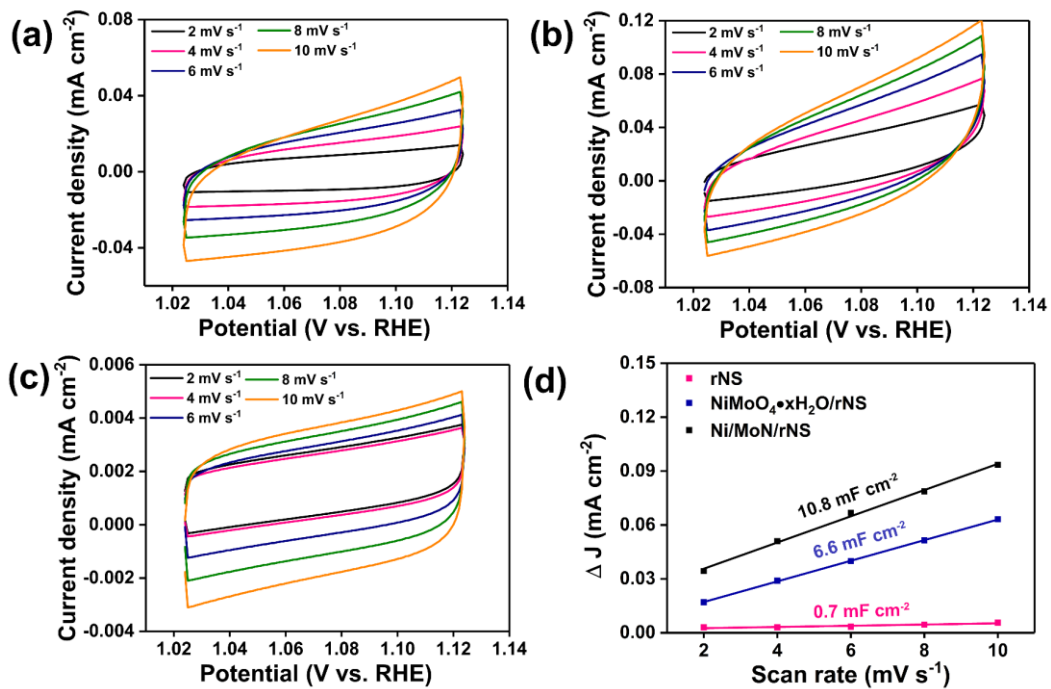 (a)
2 mV s⁻¹
4 mV s⁻¹
6 mV s⁻¹
8 mV s⁻¹
10 mV s⁻¹
0.08
0.04
0.00
-0.04
Current density (mA cm⁻²)
1.02 1.04 1.06 1.08 1.10 1.12 1.14
Potential (V vs. RHE)
(b)
2 mV s⁻¹
4 mV s⁻¹
6 mV s⁻¹
8 mV s⁻¹
10 mV s⁻¹
0.12
0.08
0.04
0.00
-0.04
-0.08
Current density (mA cm⁻²)
1.02 1.04 1.06 1.08 1.10 1.12 1.14
Potential (V vs. RHE)
(c)
2 mV s⁻¹
4 mV s⁻¹
6 mV s⁻¹
8 mV s⁻¹
10 mV s⁻¹
0.006
0.004
0.002
0.000
-0.002
-0.004
Current density (mA cm⁻²)
1.02 1.04 1.06 1.08 1.10 1.12 1.14
Potential (V vs. RHE)
(d)
rNS
NiMoO₄•xH₂O/rNS
Ni/MoN/rNS
0.15
0.12
0.09
0.06
0.03
0.00
Δ J (mA cm⁻²)
10.8 mF cm⁻²
6.6 mF cm⁻²
0.7 mF cm⁻²
2 4 6 8 10
Scan rate (mV s⁻¹)